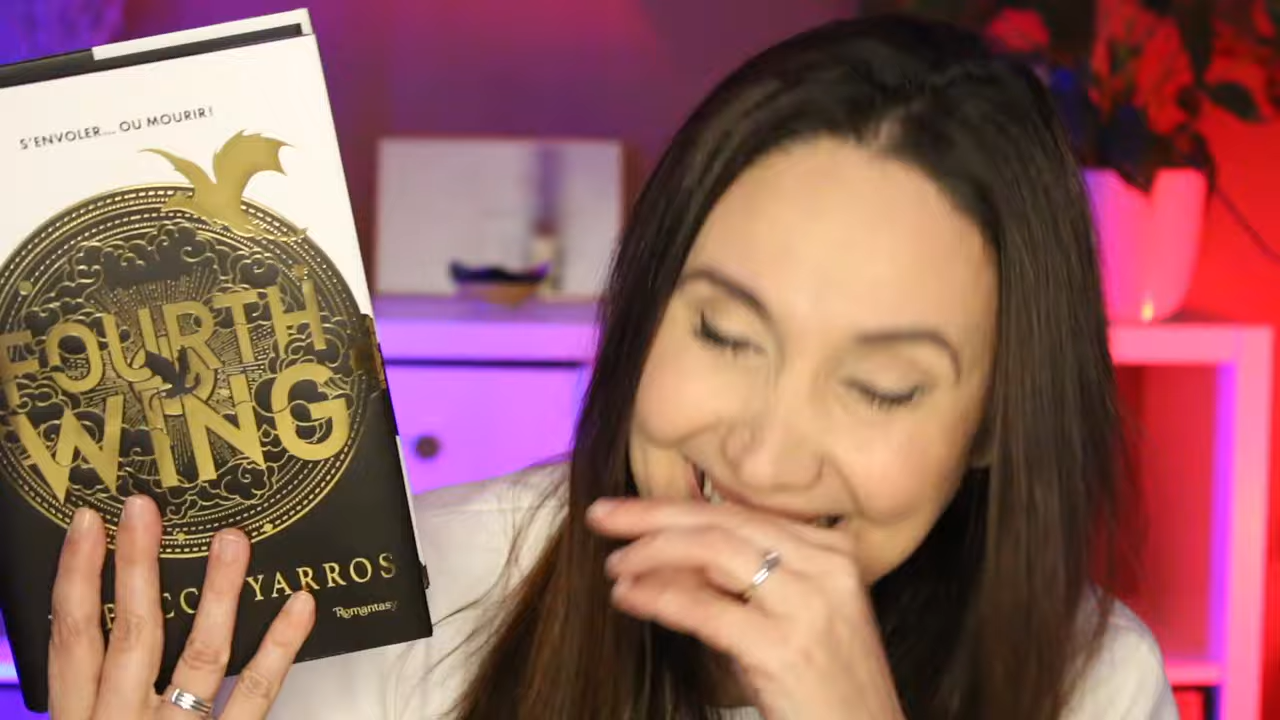 S'ENVOLER... OU MOURIR!
FOURTH
WING
YARROS
Romantasy